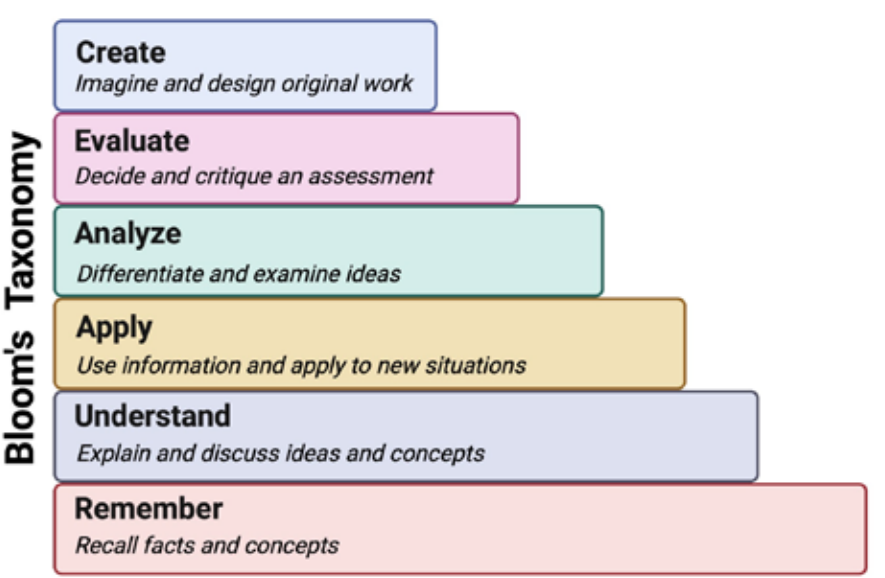 Bloom's Taxonomy
Create
Imagine and design original work
Evaluate
Decide and critique an assessment
Analyze
Differentiate and examine ideas
Apply
Use information and apply to new situations
Understand
Explain and discuss ideas and concepts
Remember
Recall facts and concepts